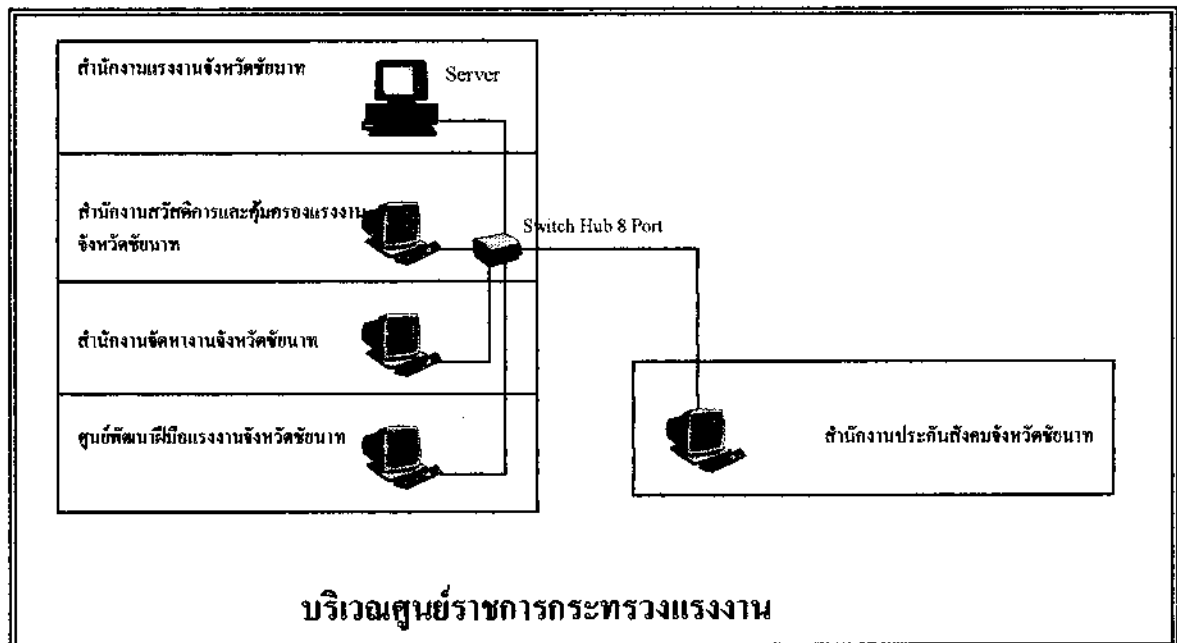 สำนักงานแรงงานจังหวัดชัยนาท
Server
สำนักงานสวัสดิการและคุ้มครองแรงงาน
จังหวัดชัยนาท
Switch Hub 8 Port
สำนักงานจัดหางานจังหวัดชัยนาท
ศูนย์พัฒนาฝีมือแรงงานจังหวัดชัยนาท
สำนักงานประกันสังคมจังหวัดชัยนาท
บริเวณศูนย์ราชการกระทรวงแรงงาน